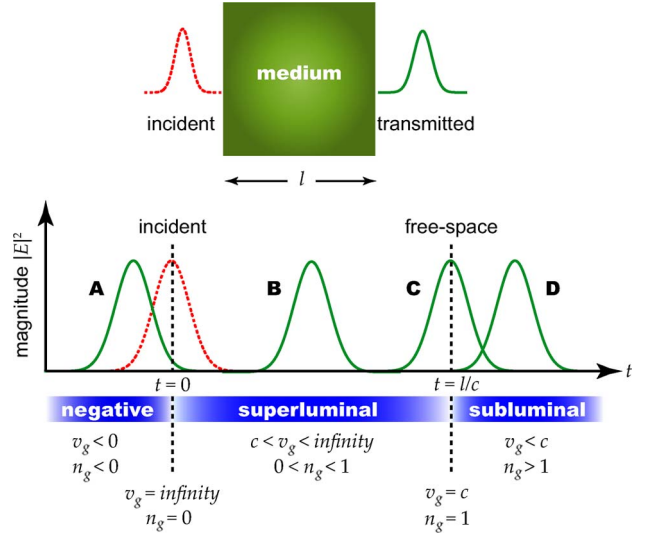 medium
incident
transmitted
l
incident
free-space
magnitude |E|²
A
B
C
D
t
t = 0
t = l/c
negative
superluminal
subluminal
v_g < 0
c < v_g < infinity
v_g < c
n_g < 0
0 < n_g < 1
n_g > 1
v_g = infinity
v_g = c
n_g = 0
n_g = 1